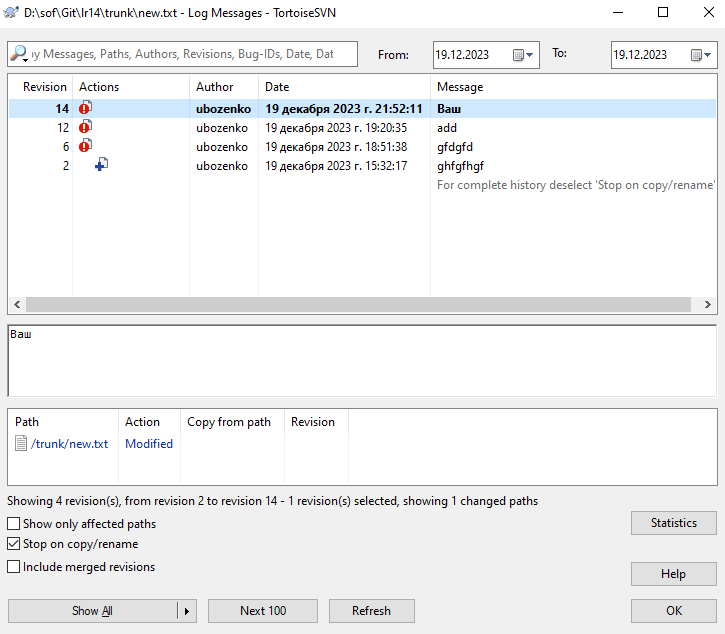 D:\sof\Git\lr14\trunk\new.txt - Log Messages - TortoiseSVN
by Messages, Paths, Authors, Revisions, Bug-IDs, Date, Dat From: 19.12.2023 To: 19.12.2023
Revision Actions Author Date Message
14 ubozenko 19 декабря 2023 г. 21:52:11 Ваш
12 ubozenko 19 декабря 2023 г. 19:20:35 add
6 ubozenko 19 декабря 2023 г. 18:51:38 gfdgfd
2 ubozenko 19 декабря 2023 г. 15:32:17 ghfgfhgf
For complete history deselect 'Stop on copy/rename'
Ваш
Path Action Copy from path Revision
/trunk/new.txt Modified
Showing 4 revision(s), from revision 2 to revision 14 - 1 revision(s) selected, showing 1 changed paths
Show only affected paths
Statistics
Stop on copy/rename
Include merged revisions
Help
Show All Next 100 Refresh OK